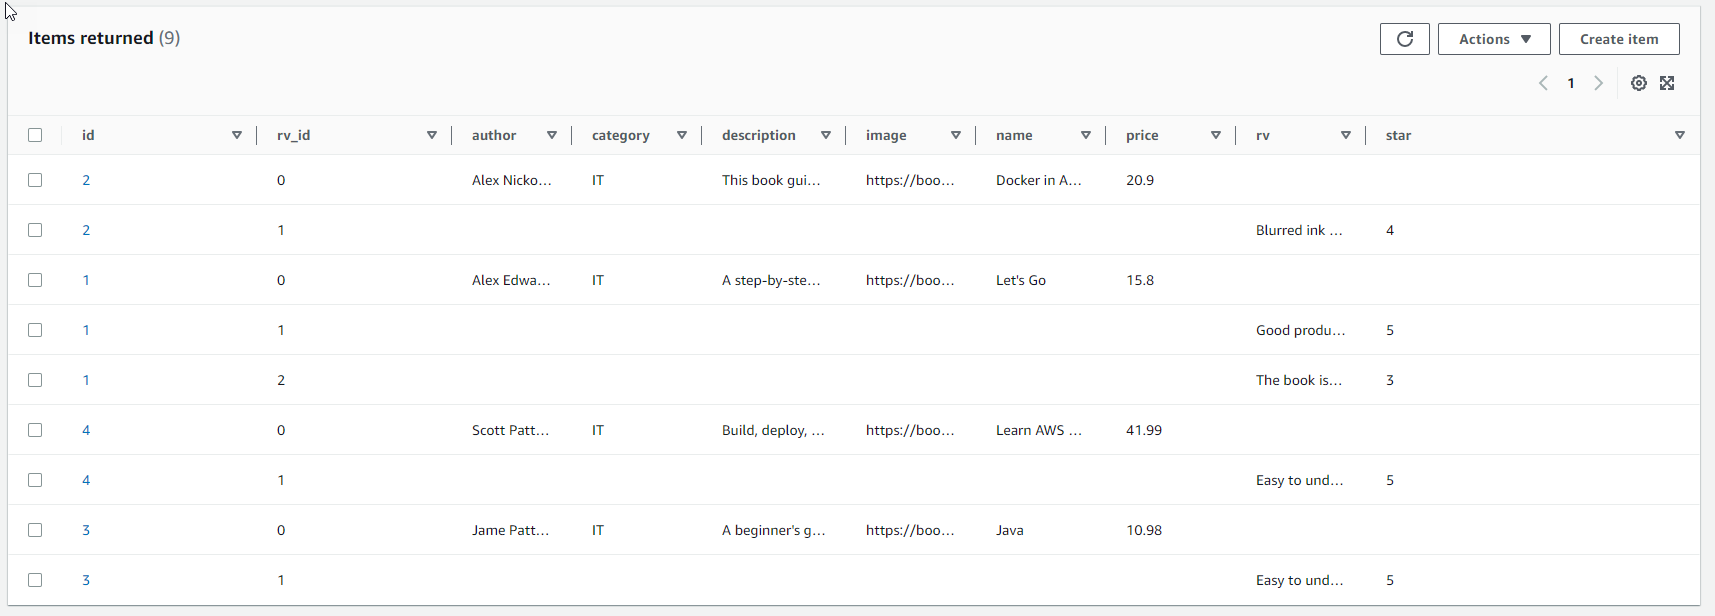 Items returned (9)
Actions
Create item
1
id rv_id author category description image name price rv star
2 0 Alex Nicko... IT This book gui... https://boo... Docker in A... 20.9
2 1 Blurred ink ... 4
1 0 Alex Edwa... IT A step-by-ste... https://boo... Let's Go 15.8
1 1 Good produ... 5
1 2 The book is... 3
4 0 Scott Patt... IT Build, deploy, ... https://boo... Learn AWS ... 41.99
4 1 Easy to und... 5
3 0 Jame Patt... IT A beginner's g... https://boo... Java 10.98
3 1 Easy to und... 5